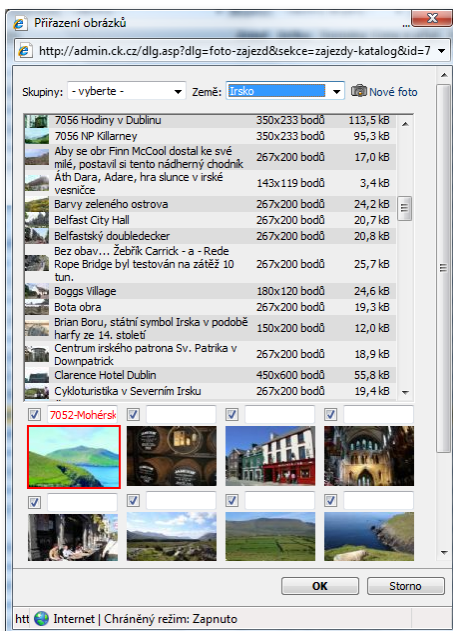 Přiřazení obrázků
http://admin.ck.cz/dlg.asp?dlg=foto-zajezd&sekce=zajezdy-katalog&id=7
Skupiny: - vyberte - Země: Irsko Nové foto
7056 Hodiny v Dublinu 350x233 bodů 113,5 kB
7056 NP Killarney 350x233 bodů 95,3 kB
Aby se obr Finn McCool dostal ke své
milé, postavil si tento nádherný chodník 267x200 bodů 17,0 kB
Áth Dara, Adare, hra slunce v irské
vesničce 143x119 bodů 3,4 kB
Barvy zeleného ostrova 267x200 bodů 24,2 kB
Belfast City Hall 267x200 bodů 20,7 kB
Belfastský doubledecker 267x200 bodů 20,8 kB
Bez obav... Žebřík Carrick - a - Rede
Rope Bridge byl testován na zátěž 10 267x200 bodů 25,7 kB
tun.
Boggs Village 180x120 bodů 24,6 kB
Bota obra 267x200 bodů 19,3 kB
Brian Boru, státní symbol Irska v podobě
harfy ze 14. století 150x200 bodů 12,0 kB
Centrum irského patrona Sv. Patrika v
Downpatrick 267x200 bodů 18,9 kB
Clarence Hotel Dublin 450x600 bodů 55,8 kB
Cykloturistika v Severním Irsku 267x200 bodů 19,4 kB
7052-Mohérsk
OK Storno
htt Internet | Chráněný režim: Zapnuto